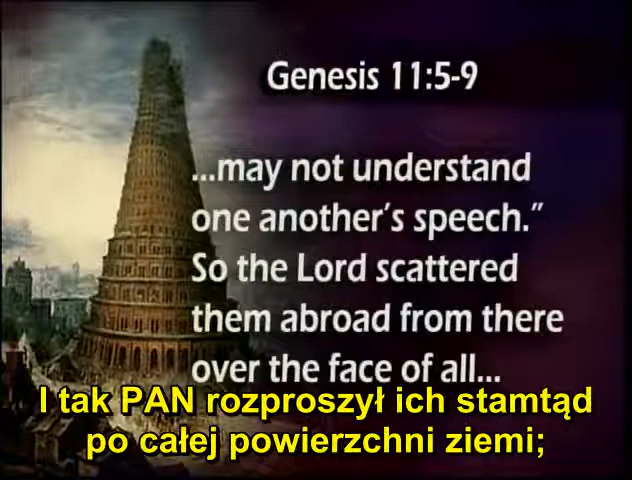 Genesis 11:5-9
...may not understand
one another's speech."
So the Lord scattered
them abroad from there
over the face of all...
I tak PAN rozproszył ich stamtąd
po całej powierzchni ziemi;